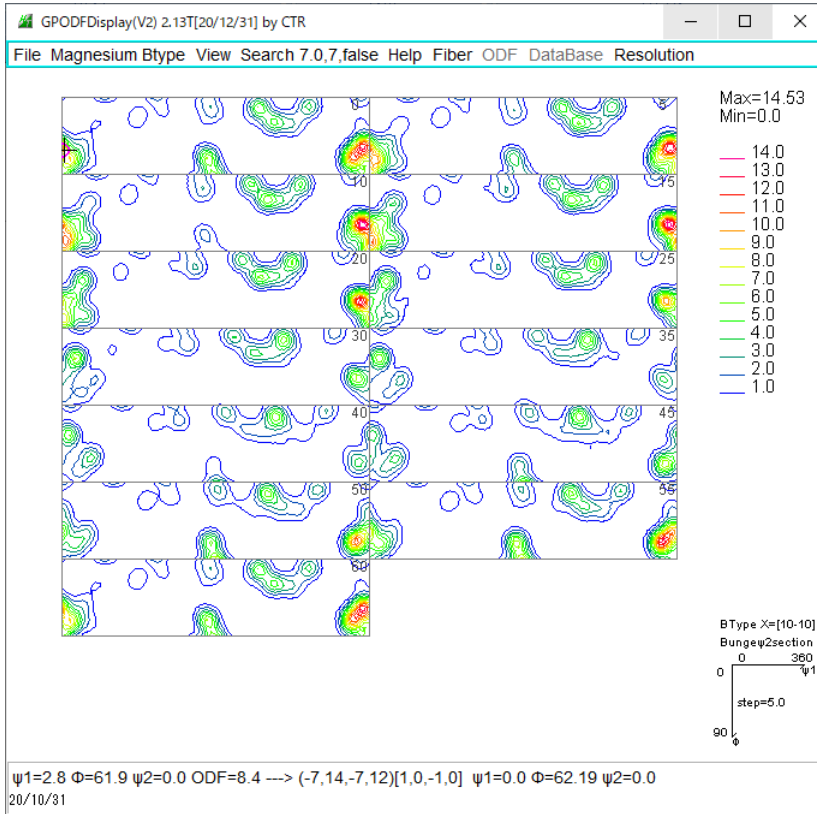 GPODFDisplay(V2) 2.13T[20/12/31] by CTR
File Magnesium Btype View Search 7.0,7,false Help Fiber ODF DataBase Resolution
0 5
10 15
20 25
30 35
40 45
50 55
60
Max=14.53
Min=0.0
14.0
13.0
12.0
11.0
10.0
9.0
8.0
7.0
6.0
5.0
4.0
3.0
2.0
1.0
BType X=[10-10]
Bungeψ2section
0 360
0 ψ1
step=5.0
90
Φ
ψ1=2.8 Φ=61.9 ψ2=0.0 ODF=8.4 ---> (-7,14,-7,12)[1,0,-1,0] ψ1=0.0 Φ=62.19 ψ2=0.0
20/10/31